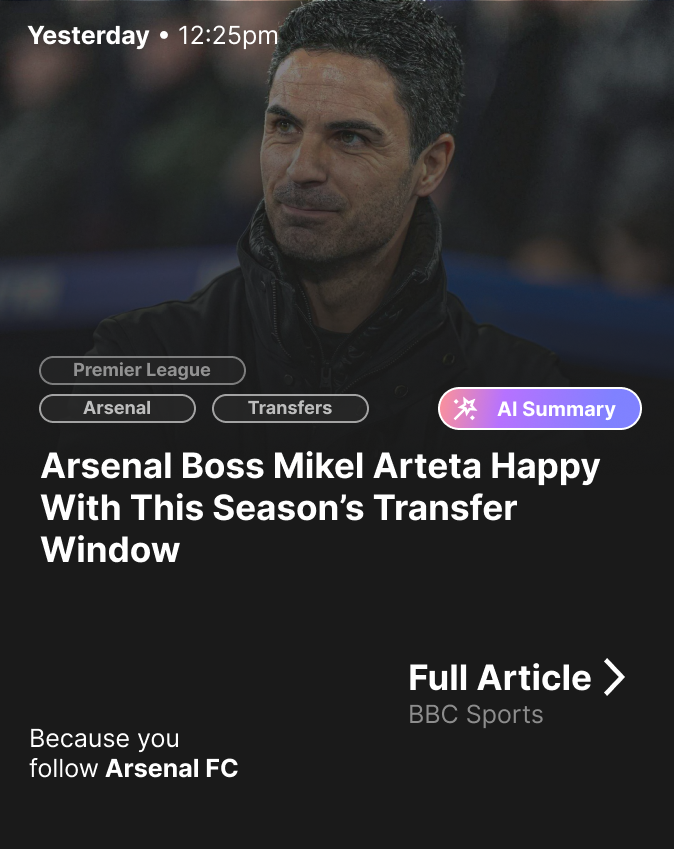 Yesterday • 12:25pm
Premier League
Arsenal
Transfers
AI Summary
Arsenal Boss Mikel Arteta Happy
With This Season’s Transfer
Window
Full Article
BBC Sports
Because you
follow Arsenal FC